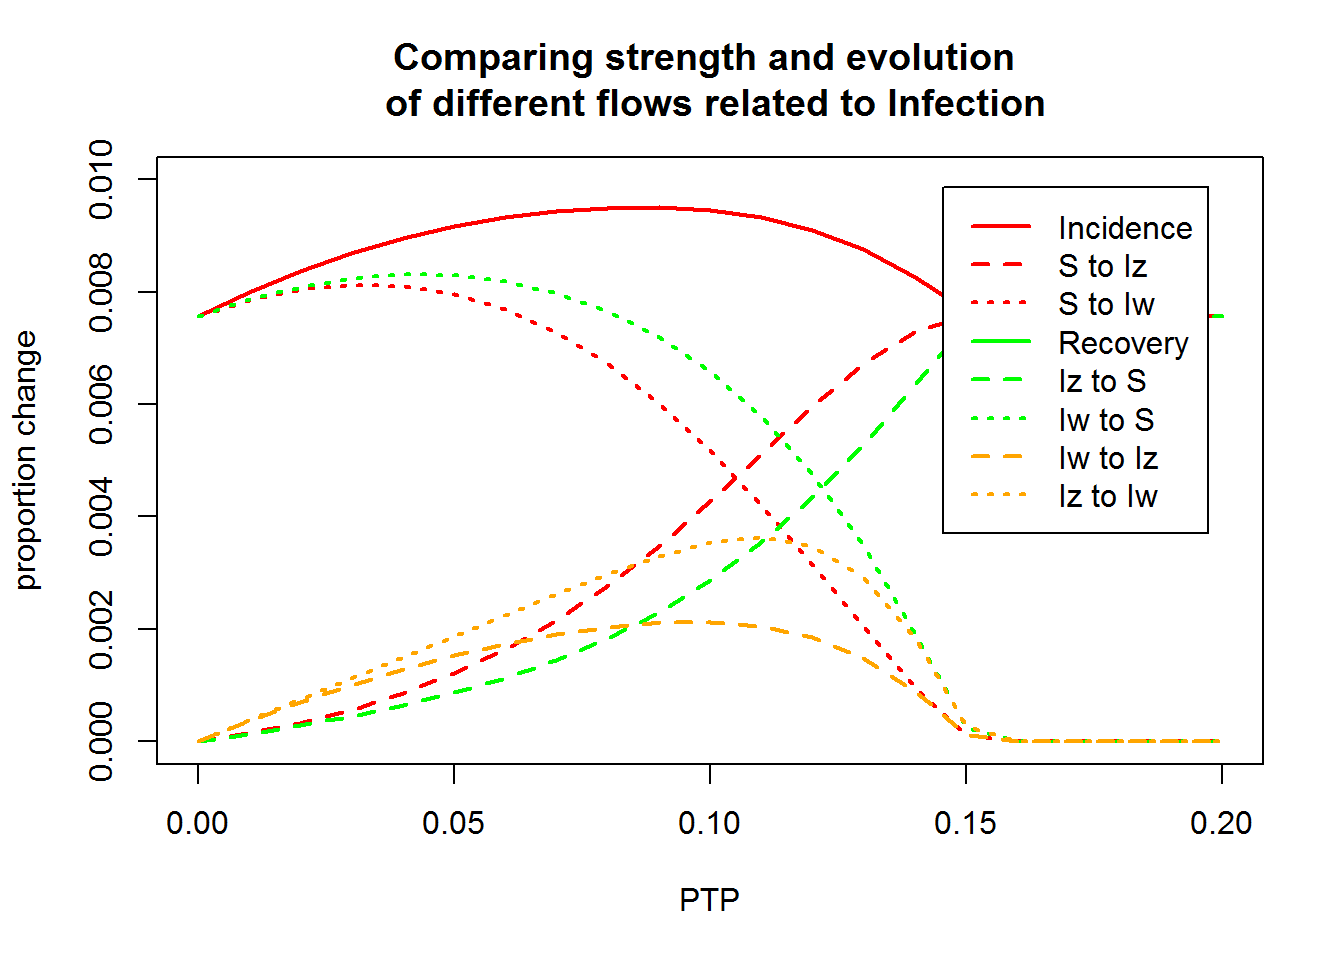 Comparing strength and evolution
of different flows related to Infection
proportion change
0.010
0.008
0.006
0.004
0.002
0.000
Incidence
S to Iz
S to Iw
Recovery
Iz to S
Iw to S
Iw to Iz
Iz to Iw
0.00 0.05 0.10 0.15 0.20
PTP